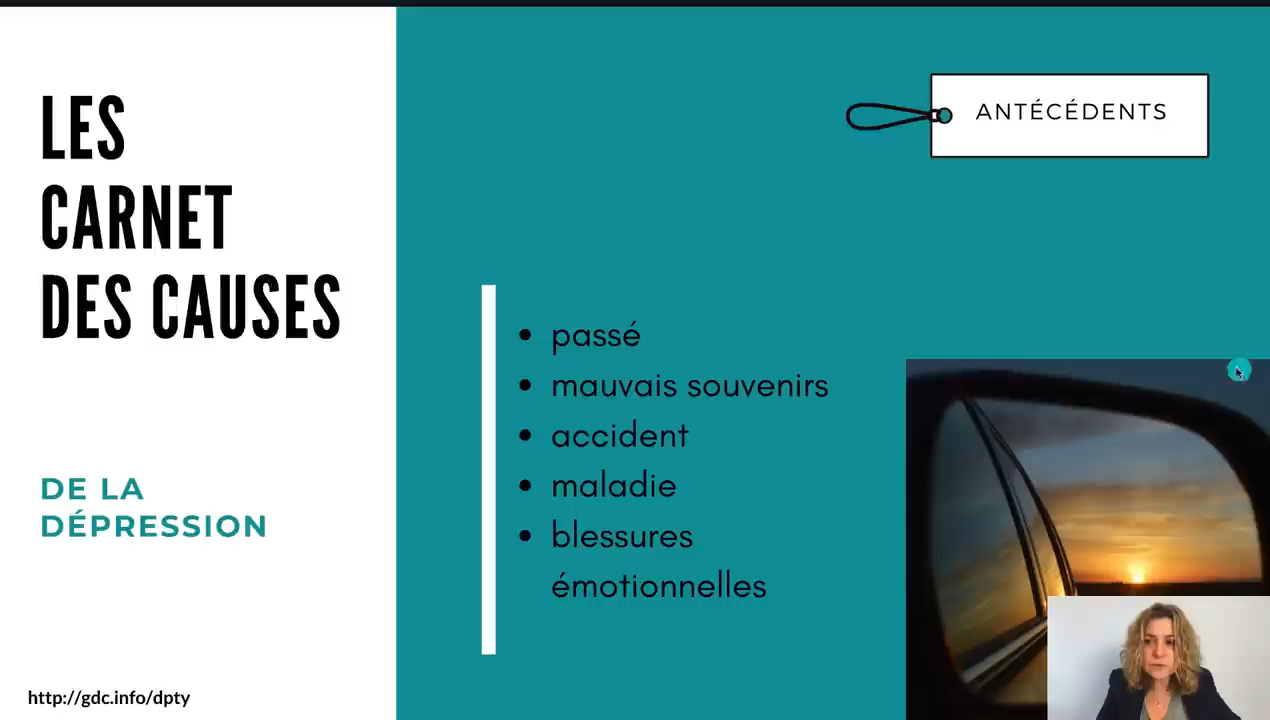 LES
CARNET
DES CAUSES
DE LA
DÉPRESSION
http://gdc.info/dpty
ANTÉCÉDENTS
• passé
• mauvais souvenirs
• accident
• maladie
• blessures
émotionnelles